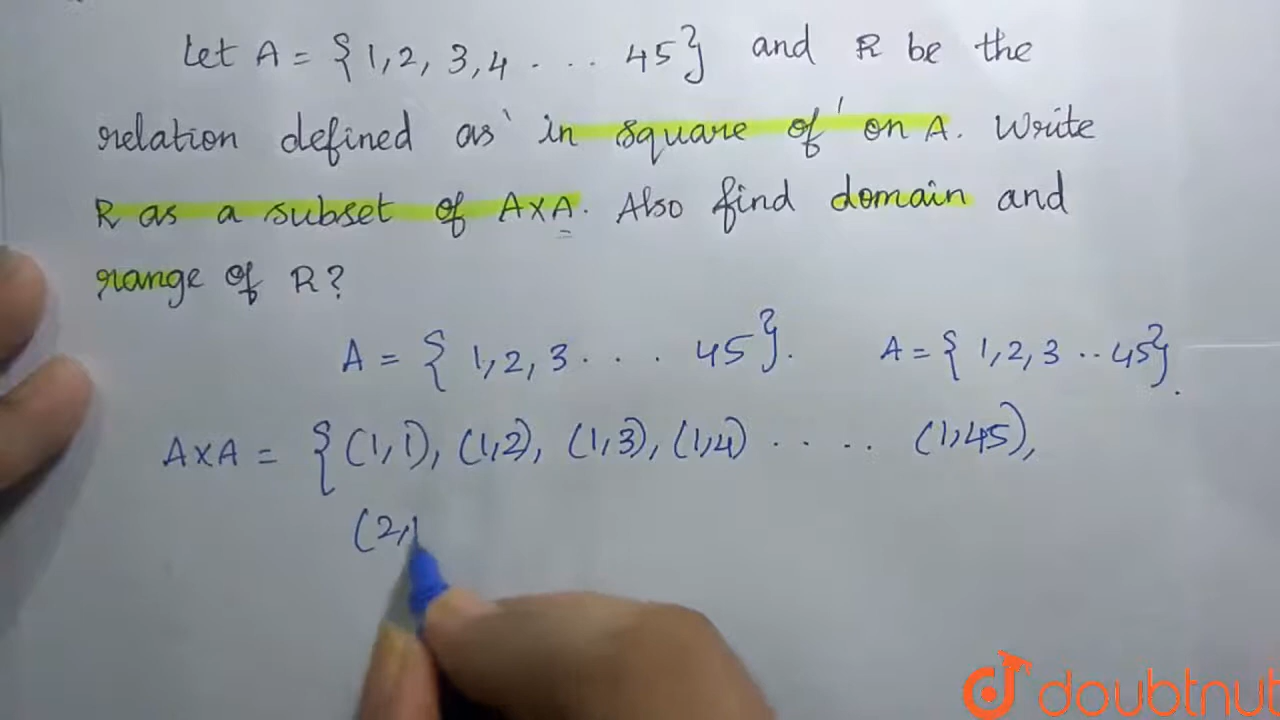 Let A = { 1, 2, 3, 4 . . . . 45} and R be the
relation defined as ' in square of ' on A. Write
R as a subset of A×A. Also find domain and
range of R?
A = { 1, 2, 3 . . . . 45}. A = { 1, 2, 3 .. 45}.
A×A = { (1,1), (1,2), (1,3), (1,4) . . . . . (1,45),
(2,1
doubtnut